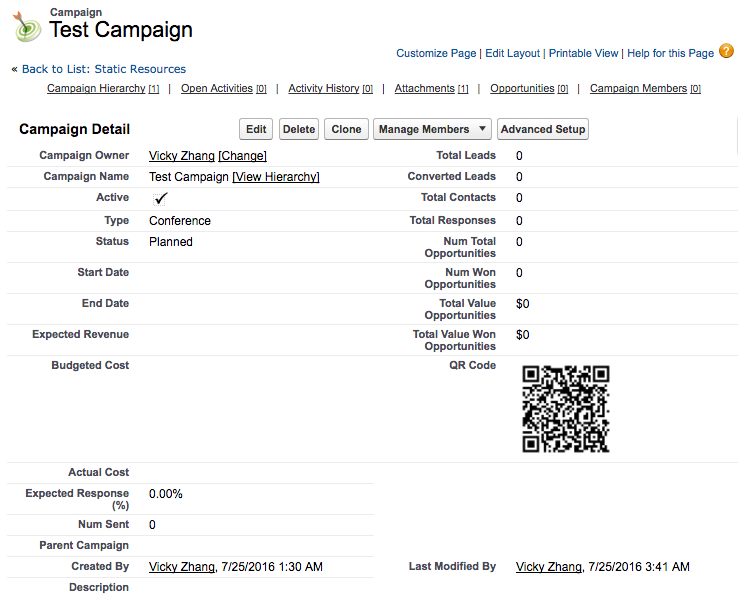 Campaign
Test Campaign
Customize Page | Edit Layout | Printable View | Help for this Page ?
« Back to List: Static Resources
Campaign Hierarchy [1] | Open Activities [0] | Activity History [0] | Attachments [1] | Opportunities [0] | Campaign Members [0]
Campaign Detail Edit Delete Clone Manage Members Advanced Setup
Campaign Owner Vicky Zhang [Change] Total Leads 0
Campaign Name Test Campaign [View Hierarchy] Converted Leads 0
Active ✓ Total Contacts 0
Type Conference Total Responses 0
Status Planned Num Total 0
Opportunities
Start Date Num Won 0
Opportunities
End Date Total Value $0
Opportunities
Expected Revenue Total Value Won $0
Opportunities
Budgeted Cost QR Code
Actual Cost
Expected Response 0.00%
(%)
Num Sent 0
Parent Campaign
Created By Vicky Zhang, 7/25/2016 1:30 AM Last Modified By Vicky Zhang, 7/25/2016 3:41 AM
Description